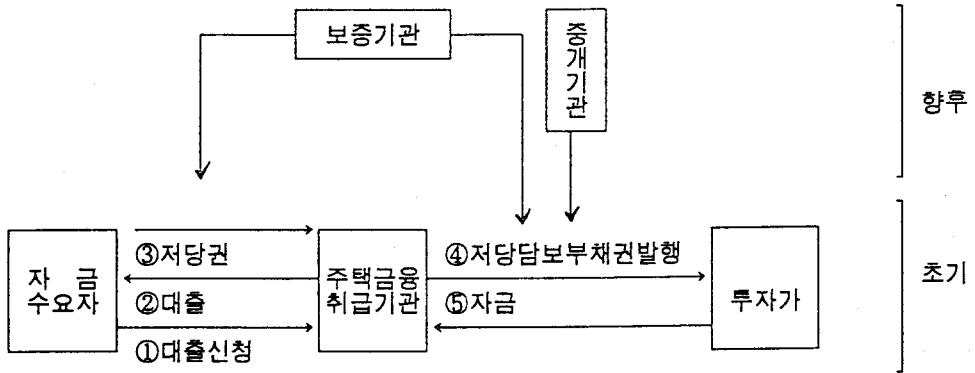 보증기관
중개기관
향후
③저당권
④저당담보부채권발행
자 금
수요자
주택금융
취급기관
투자가
초기
②대출
⑤자금
①대출신청